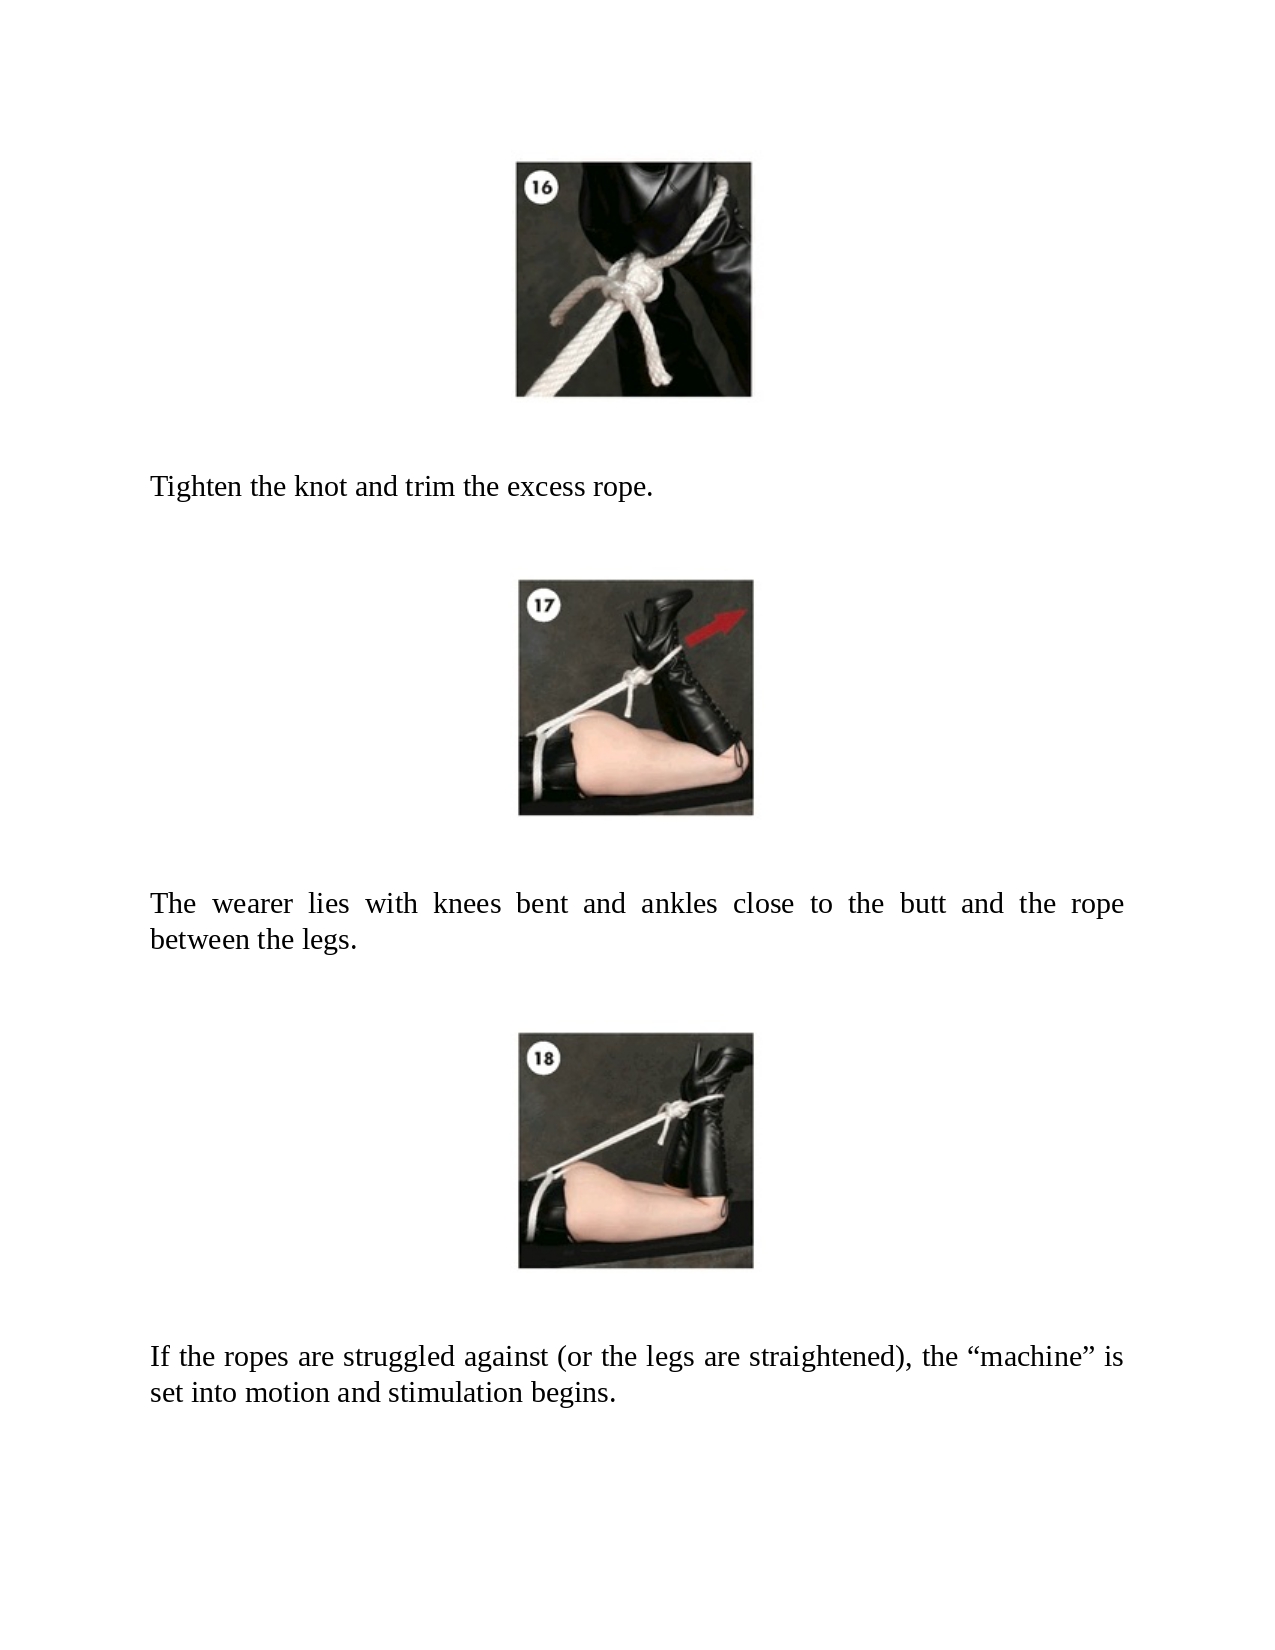 16
Tighten the knot and trim the excess rope.
17
The wearer lies with knees bent and ankles close to the butt and the rope
between the legs.
18
If the ropes are struggled against (or the legs are straightened), the “machine” is
set into motion and stimulation begins.